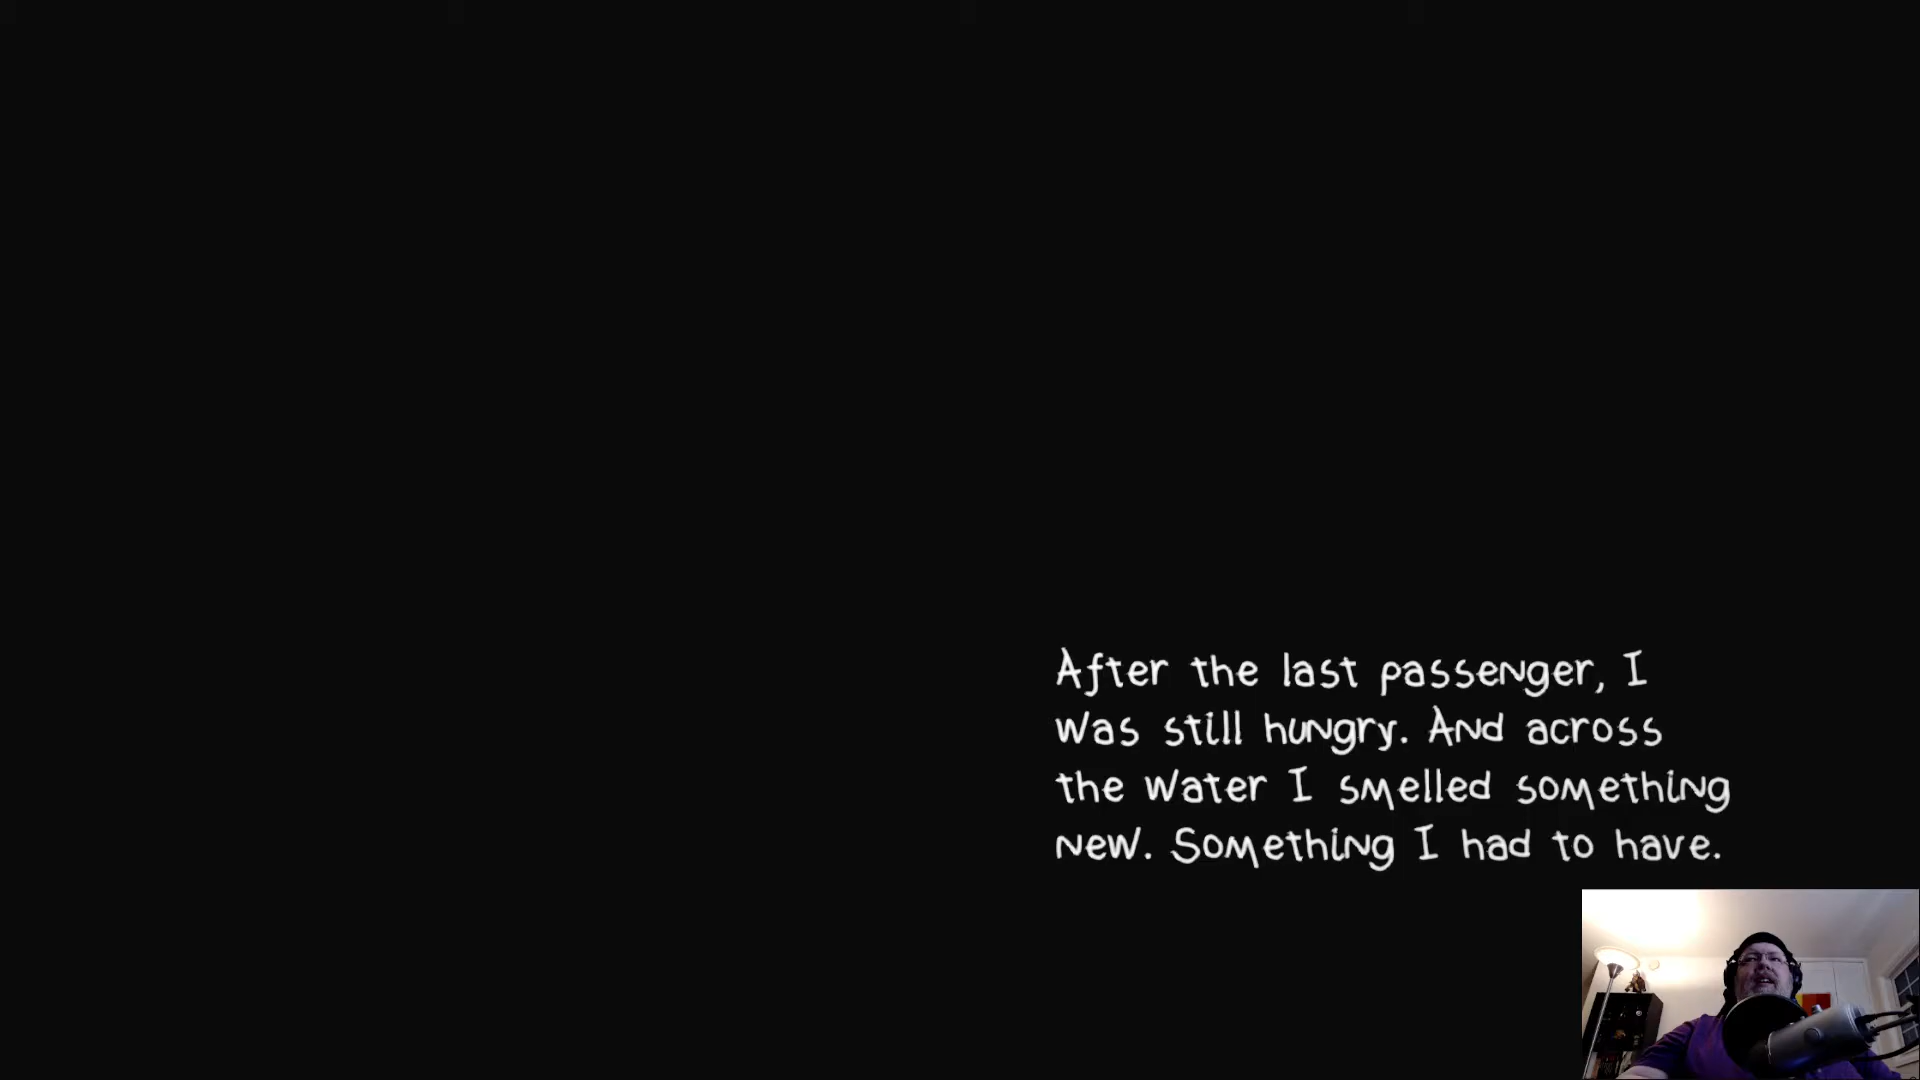 After the last passenger, I
was still hungry. And across
the water I smelled something
new. Something I had to have.